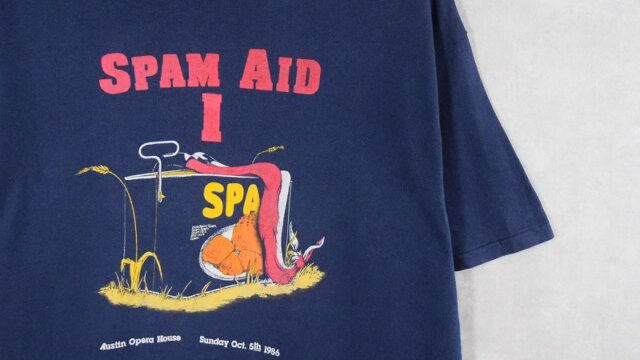 SPAM AID
I
SPA
Austin Opera House Sunday Oct. 5th 1986